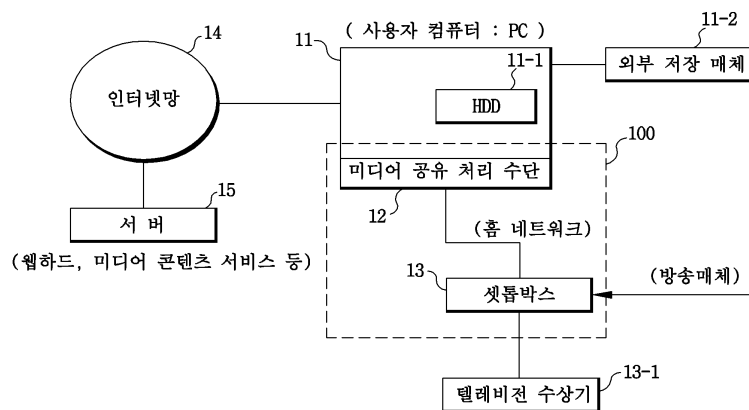 14
인터넷망
11
( 사용자 컴퓨터 : PC )
11-1
HDD
11-2
외부 저장 매체
100
미디어 공유 처리 수단
12
15
서 버
(웹하드, 미디어 콘텐츠 서비스 등)
(홈 네트워크)
13
셋톱박스
(방송매체)
13-1
텔레비전 수상기